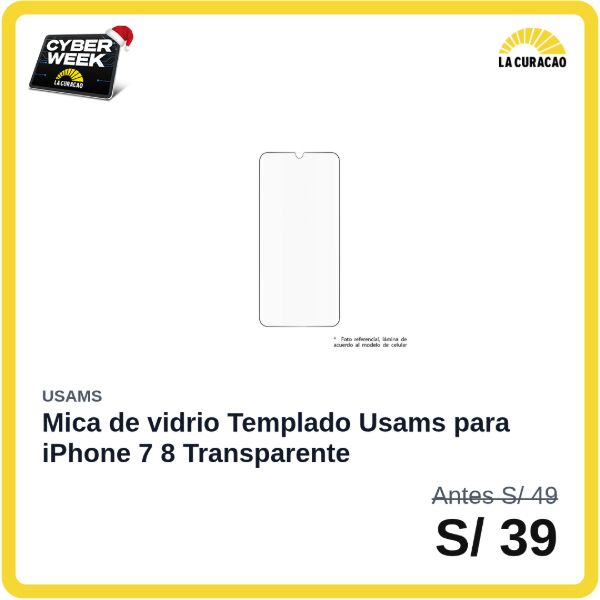 CYBER
WEEK
LA CURACAO
LA CURACAO
* Foto referencial, lámina de
acuerdo al modelo de celular
USAMS
Mica de vidrio Templado Usams para
iPhone 7 8 Transparente
Antes S/ 49
S/ 39